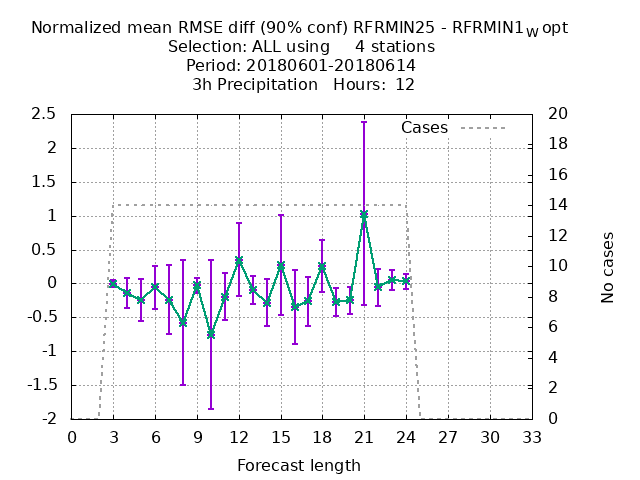 Normalized mean RMSE diff (90% conf) RFRMIN25 - RFRMIN1wopt
Selection: ALL using     4 stations
Period: 20180601-20180614
3h Precipitation   Hours:  12
2.5
2
1.5
1
0.5
0
-0.5
-1
-1.5
-2
Cases
20
18
16
14
12
10
8
6
4
2
0
No cases
0 3 6 9 12 15 18 21 24 27 30 33
Forecast length